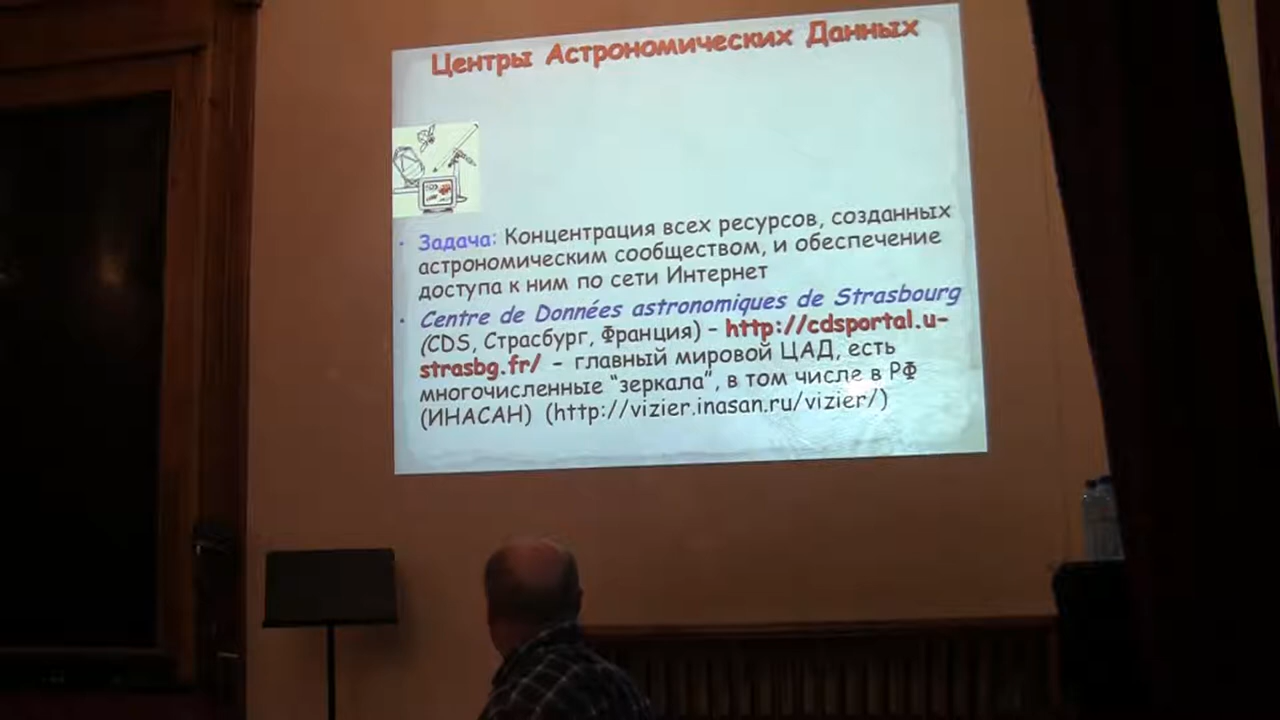 Центры Астрономических Данных
• Задача: Концентрация всех ресурсов, созданных
астрономическим сообществом, и обеспечение
доступа к ним по сети Интернет
• Centre de Données astronomiques de Strasbourg
(CDS, Страсбург, Франция) – http://cdsportal.u-
strasbg.fr/ – главный мировой ЦАД, есть
многочисленные “зеркала”, в том числе в РФ
(ИНАСАН) (http://vizier.inasan.ru/vizier/)